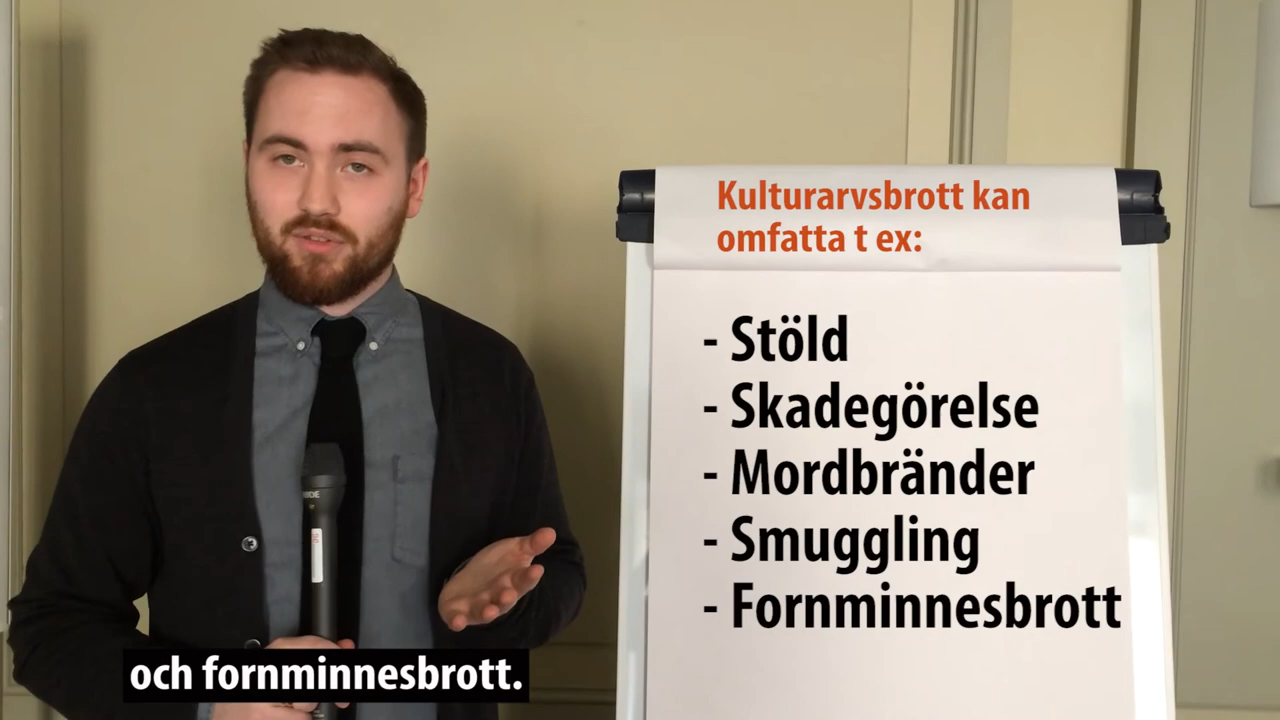 Kulturarvsbrott kan
omfatta t ex:
- Stöld
- Skadegörelse
- Mordbränder
- Smuggling
- Fornminnesbrott
och fornminnesbrott.